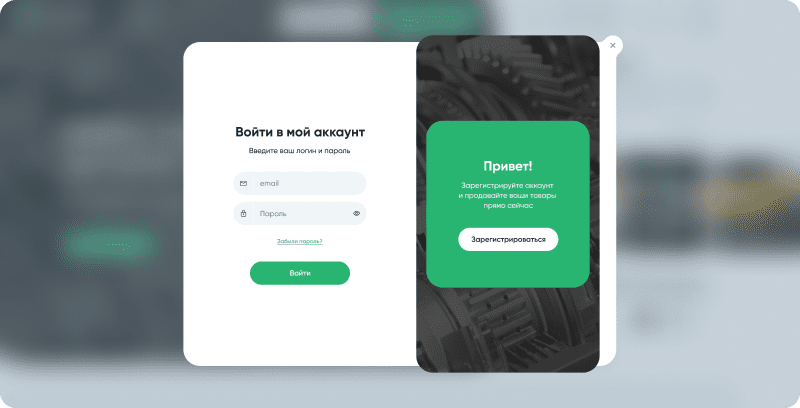 Войти в мой аккаунт
Введите ваш логин и пароль
email
Пароль
Забыли пароль?
Войти
Привет!
Зарегистрируйте аккаунт
и продавайте ваши товары
прямо сейчас
Зарегистрироваться